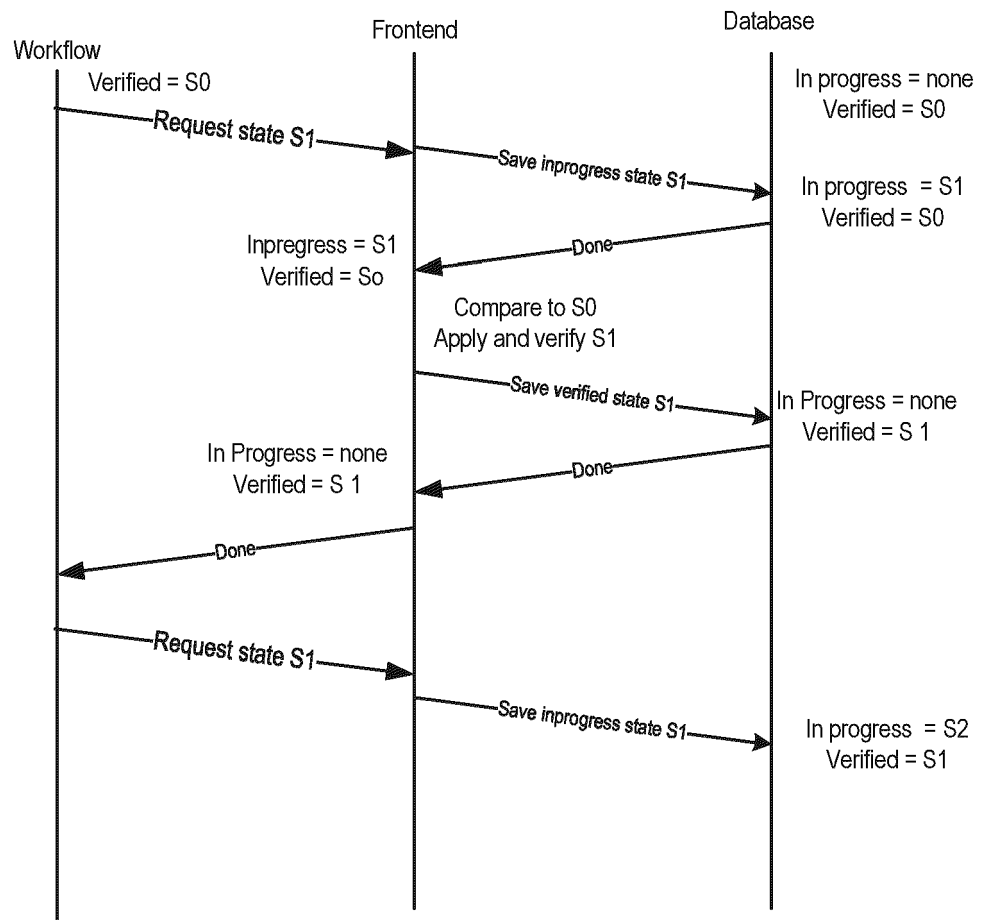 Workflow
Frontend
Database
Verified = S0
In progress = none
Verified = S0
Request state S1
Save inprogress state S1
In progress = S1
Verified = S0
Done
Inpregress = S1
Verified = So
Compare to S0
Apply and verify S1
Save verified state S1
In Progress = none
Verified = S 1
Done
In Progress = none
Verified = S 1
Done
Request state S1
Save inprogress state S1
In progress = S2
Verified = S1